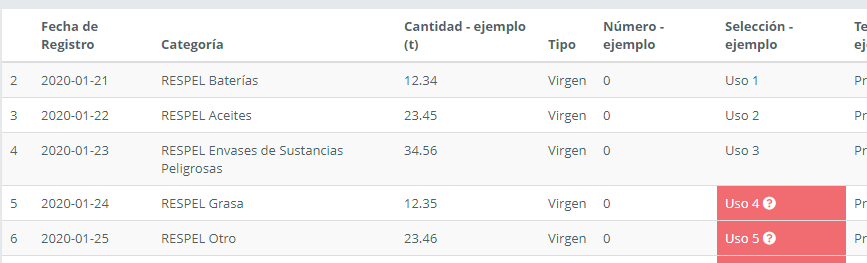 Fecha de Registro Categoría Cantidad - ejemplo (t) Tipo Número - ejemplo Selección - ejemplo
2 2020-01-21 RESPEL Baterías 12.34 Virgen 0 Uso 1 Pr
3 2020-01-22 RESPEL Aceites 23.45 Virgen 0 Uso 2 Pr
4 2020-01-23 RESPEL Envases de Sustancias Peligrosas 34.56 Virgen 0 Uso 3 Pr
5 2020-01-24 RESPEL Grasa 12.35 Virgen 0 Uso 4 ? Pr
6 2020-01-25 RESPEL Otro 23.46 Virgen 0 Uso 5 ? Pr